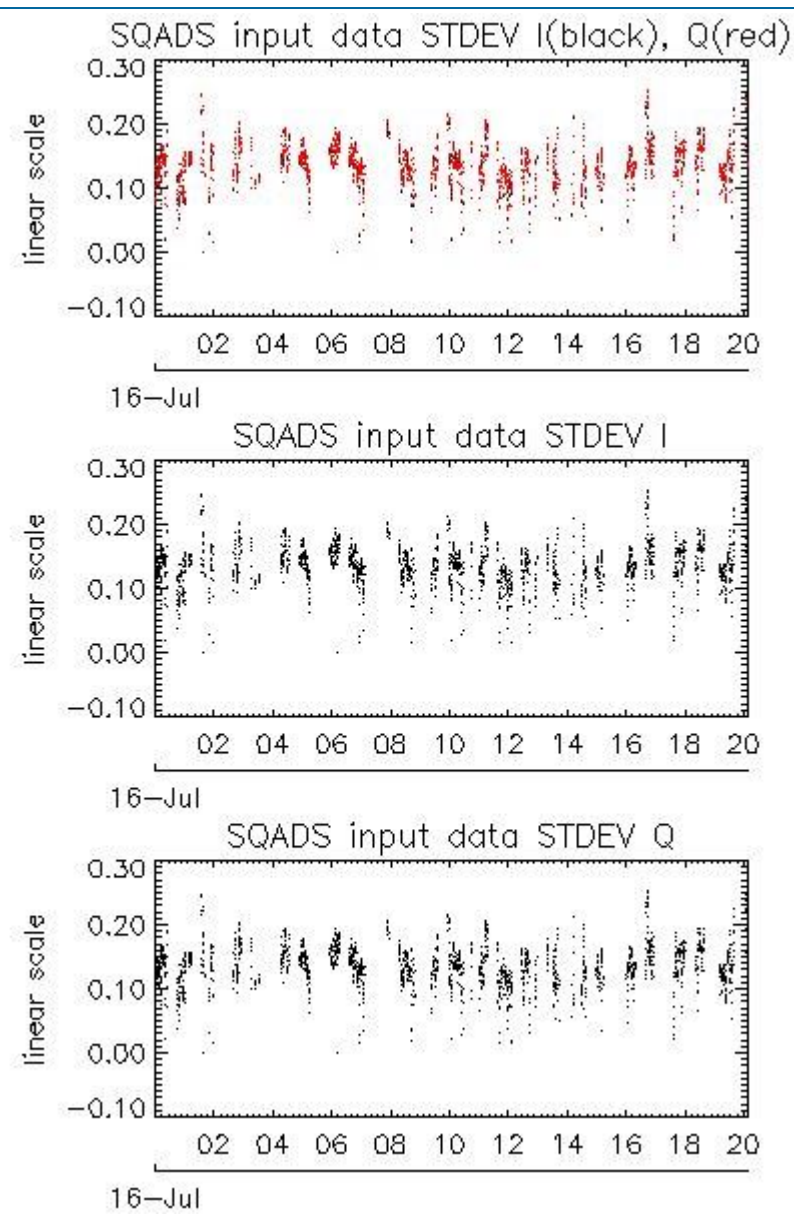 SQADS input data STDEV I(black), Q(red)
0.30
0.20
0.10
0.00
-0.10
linear scale
02 04 06 08 10 12 14 16 18 20
16-Jul
SQADS input data STDEV I
0.30
0.20
0.10
0.00
-0.10
linear scale
02 04 06 08 10 12 14 16 18 20
16-Jul
SQADS input data STDEV Q
0.30
0.20
0.10
0.00
-0.10
linear scale
02 04 06 08 10 12 14 16 18 20
16-Jul